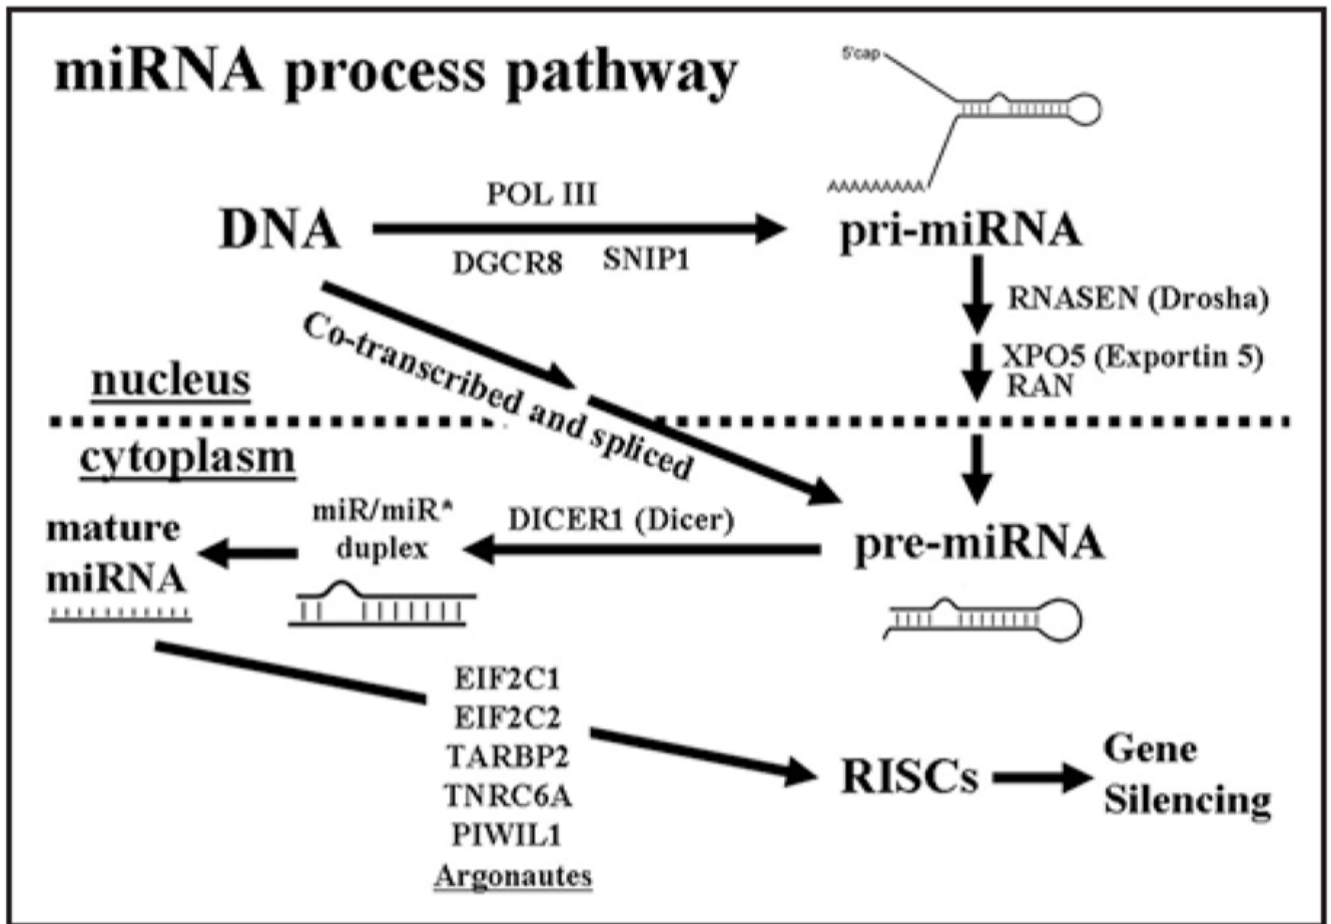 miRNA process pathway
5'cap
AAAAAAAAA
POL III
DNA
pri-miRNA
DGCR8 SNIP1
RNASEN (Drosha)
Co-transcribed and spliced
XPO5 (Exportin 5)
RAN
nucleus
cytoplasm
mature
miRNA
miR/miR*
duplex
DICER1 (Dicer)
pre-miRNA
EIF2C1
EIF2C2
TARBP2
TNRC6A
PIWIL1
Argonautes
RISCs
Gene
Silencing